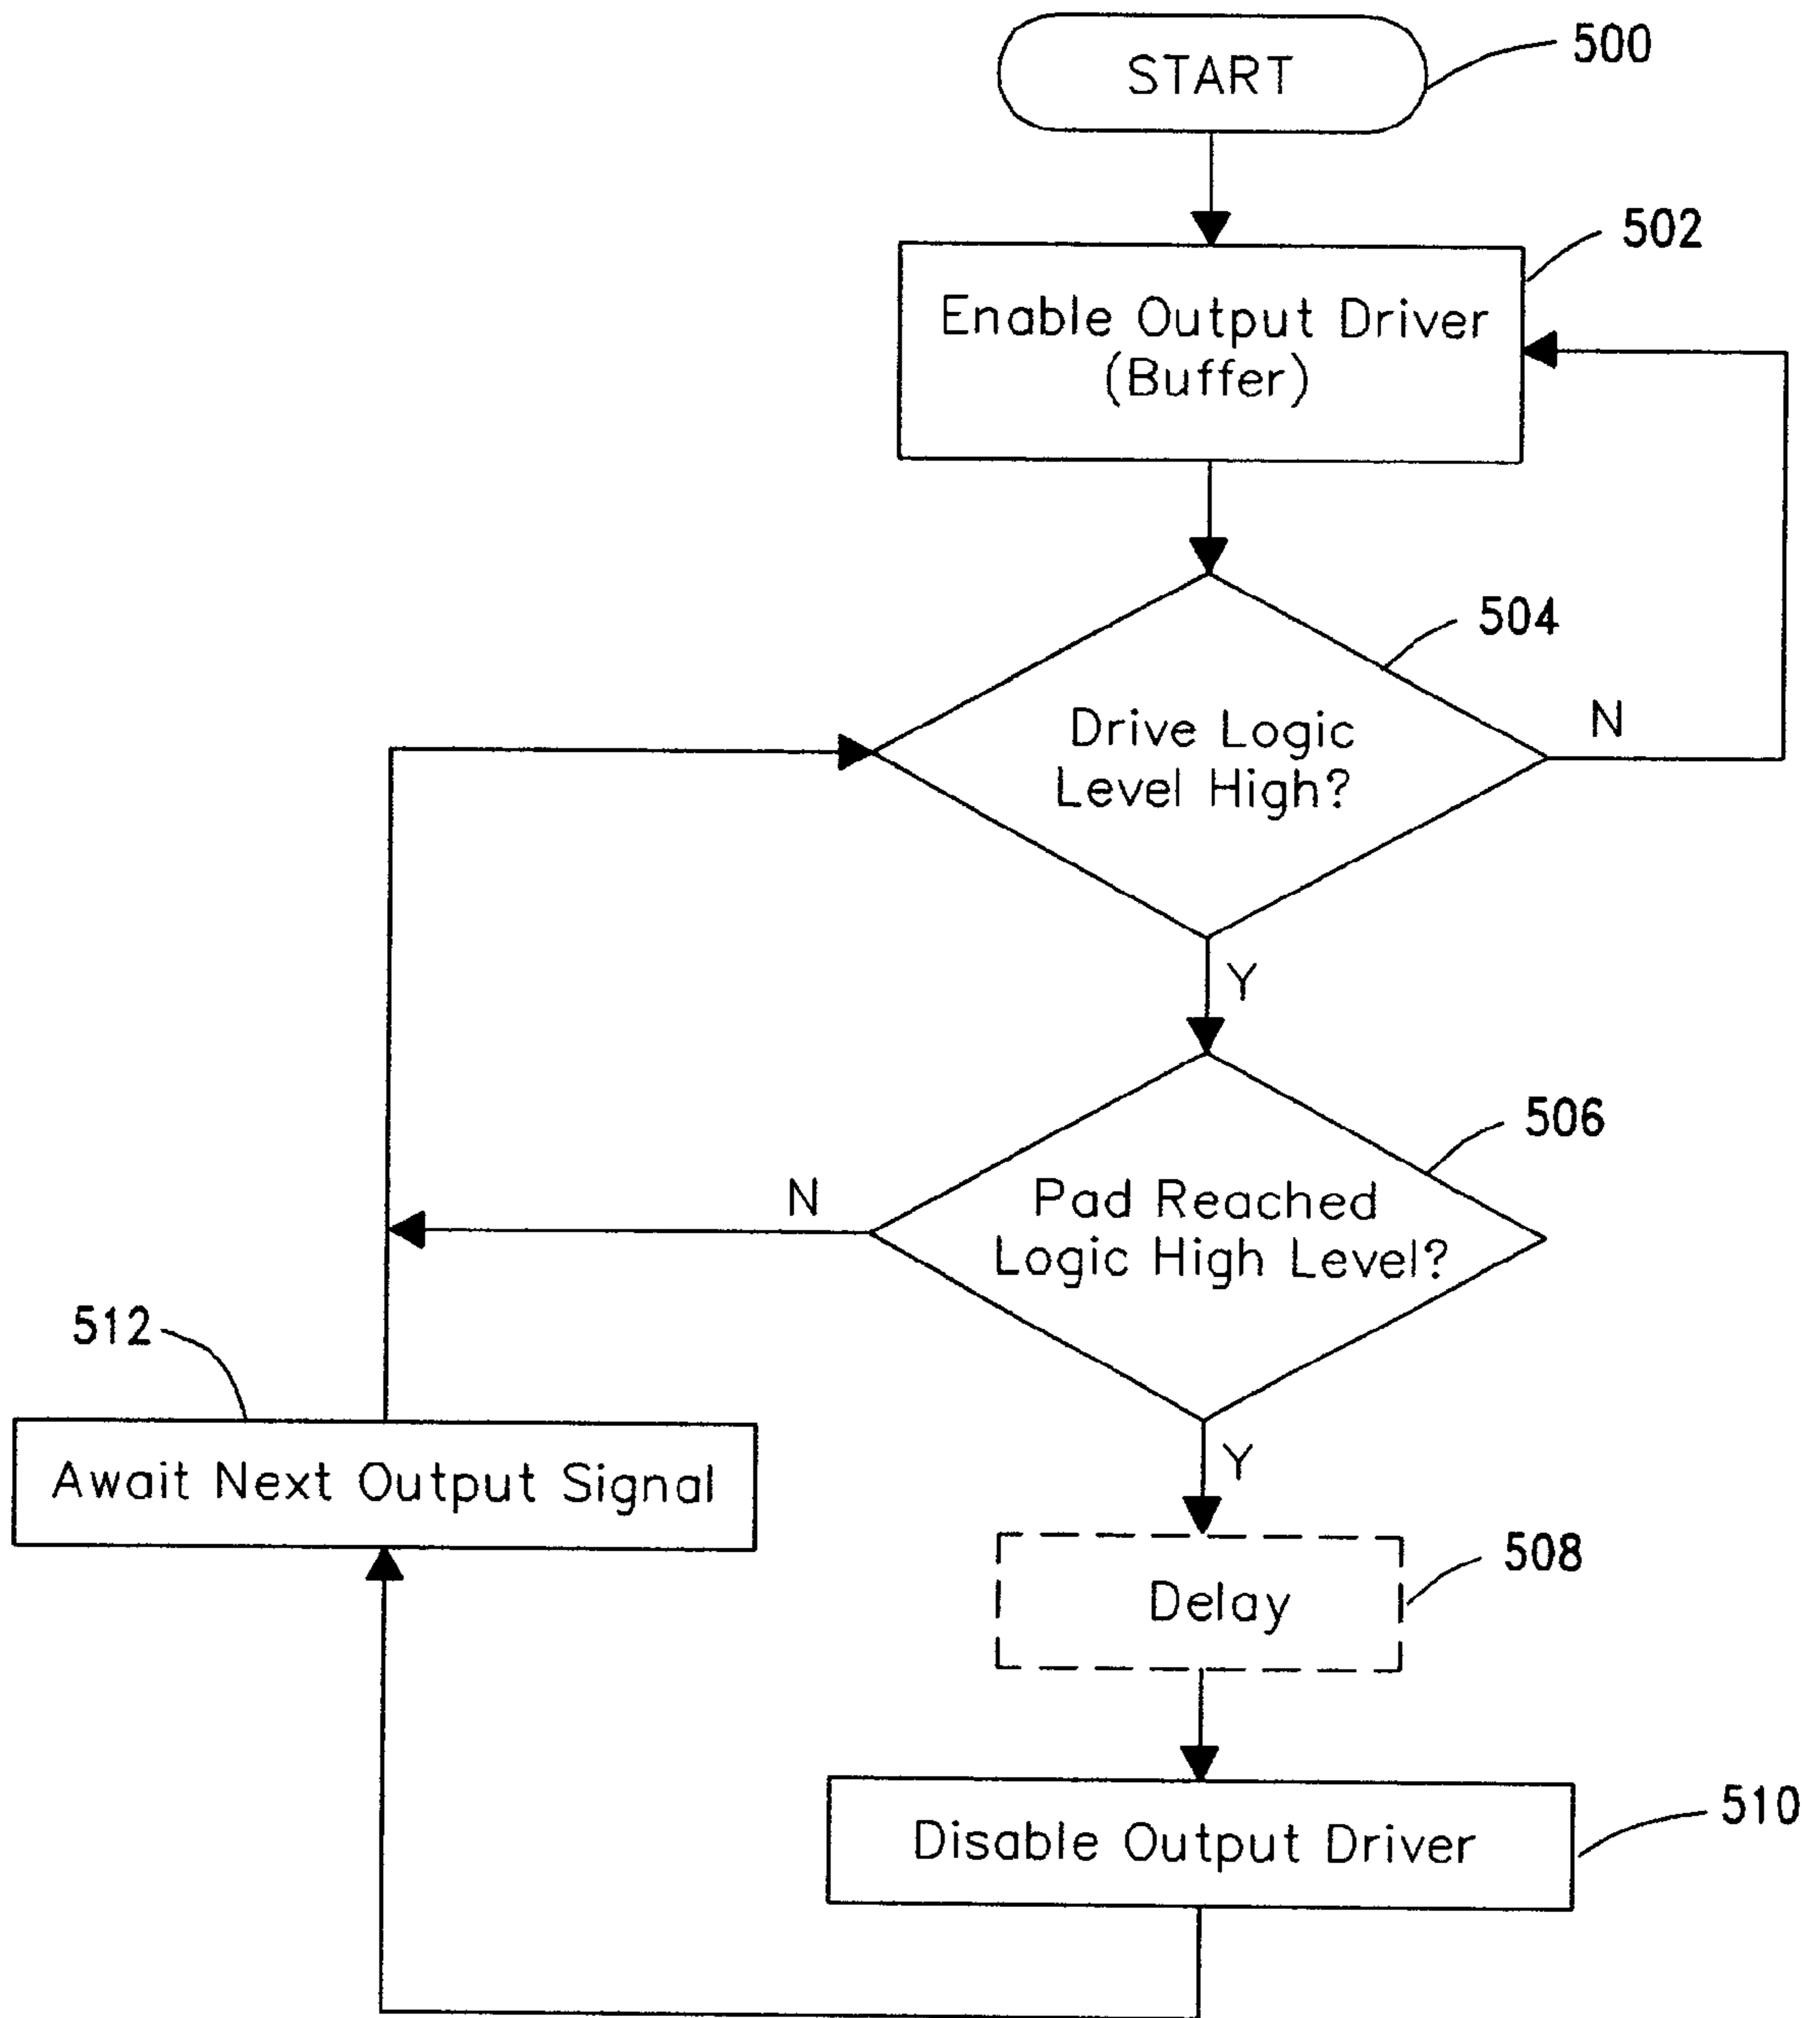 START
500
502
Enable Output Driver
(Buffer)
504
Drive Logic
Level High?
N
Y
506
Pad Reached
Logic High Level?
N
512
Y
Await Next Output Signal
508
Delay
510
Disable Output Driver